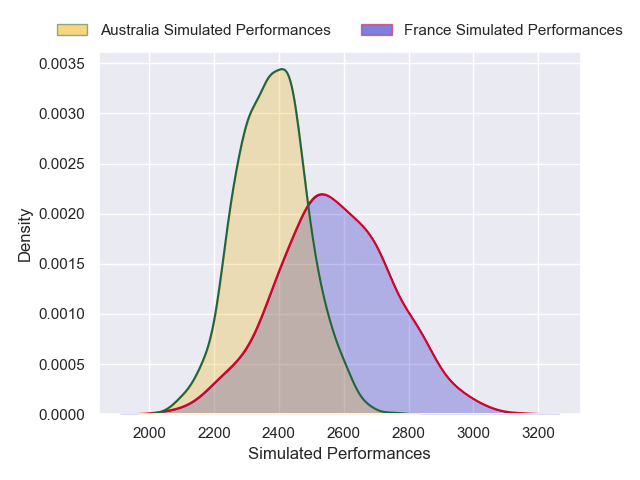 Australia Simulated Performances France Simulated Performances
0.0035
0.0030
0.0025
0.0020
0.0015
0.0010
0.0005
0.0000
Density
2000 2200 2400 2600 2800 3000 3200
Simulated Performances